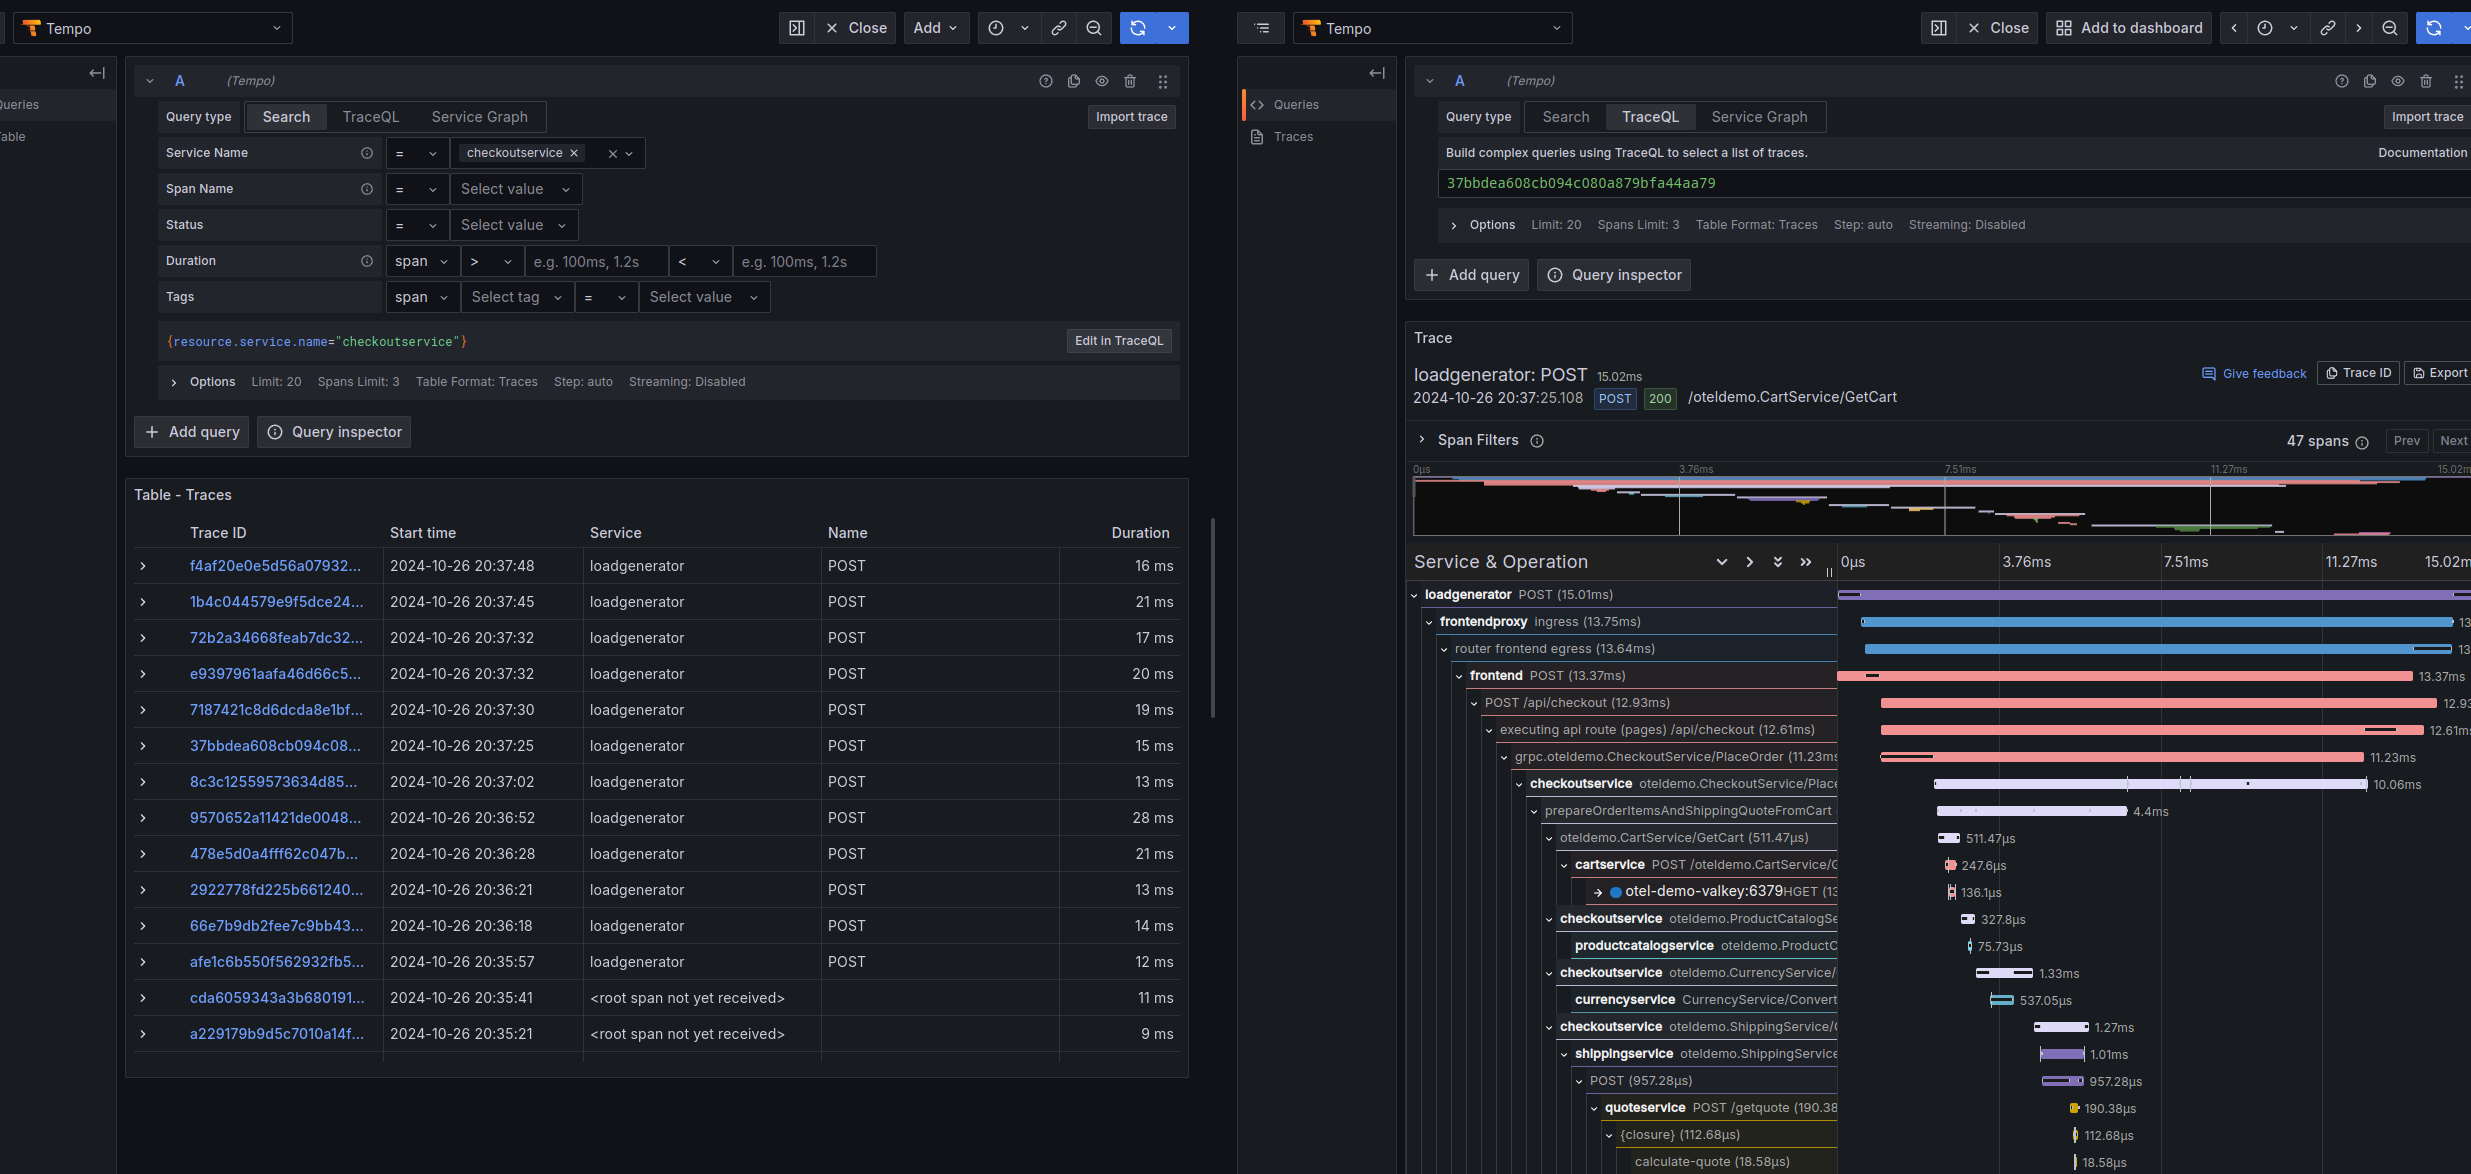 Tempo
Close
Add
ueries
able
A (Tempo)
Query type Search TraceQL Service Graph Import trace
Service Name = checkoutservice
Span Name = Select value
Status = Select value
Duration span > e.g. 100ms, 1.2s < e.g. 100ms, 1.2s
Tags span Select tag = Select value
{resource.service.name="checkoutservice"} Edit in TraceQL
Options Limit: 20 Spans Limit: 3 Table Format: Traces Step: auto Streaming: Disabled
+ Add query Query inspector
Table - Traces
Trace ID Start time Service Name Duration
f4af20e0e5d56a07932... 2024-10-26 20:37:48 loadgenerator POST 16 ms
1b4c044579e9f5dce24... 2024-10-26 20:37:45 loadgenerator POST 21 ms
72b2a34668feab7dc32... 2024-10-26 20:37:32 loadgenerator POST 17 ms
e9397961aafa46d66c5... 2024-10-26 20:37:32 loadgenerator POST 20 ms
7187421c8d6dcda8e1bf... 2024-10-26 20:37:30 loadgenerator POST 19 ms
37bbdea608cb094c08... 2024-10-26 20:37:25 loadgenerator POST 15 ms
8c3c12559573634d85... 2024-10-26 20:37:02 loadgenerator POST 13 ms
9570652a11421de0048... 2024-10-26 20:36:52 loadgenerator POST 28 ms
478e5d0a4fff62c047b... 2024-10-26 20:36:28 loadgenerator POST 21 ms
2922778fd225b661240... 2024-10-26 20:36:21 loadgenerator POST 13 ms
66e7b9db2fee7c9bb43... 2024-10-26 20:36:18 loadgenerator POST 14 ms
afe1c6b550f562932fb5... 2024-10-26 20:35:57 loadgenerator POST 12 ms
cda6059343a3b680191... 2024-10-26 20:35:41 <root span not yet received> 11 ms
a229179b9d5c7010a14f... 2024-10-26 20:35:21 <root span not yet received> 9 ms
Tempo
Close
Add to dashboard
Queries
Traces
A (Tempo)
Query type Search TraceQL Service Graph Import trace
Build complex queries using TraceQL to select a list of traces. Documentation
37bbdea608cb094c080a879bfa44aa79
Options Limit: 20 Spans Limit: 3 Table Format: Traces Step: auto Streaming: Disabled
+ Add query Query inspector
Trace
loadgenerator: POST 15.02ms Give feedback Trace ID Export
2024-10-26 20:37:25.108 POST 200 /oteldemo.CartService/GetCart
Span Filters 47 spans Prev Next
0μs 3.76ms 7.51ms 11.27ms 15.02m
Service & Operation 0μs 3.76ms 7.51ms 11.27ms 15.02m
loadgenerator POST (15.01ms)
frontendproxy ingress (13.75ms) 13
router frontend egress (13.64ms) 13
frontend POST (13.37ms) 13.37ms
POST /api/checkout (12.93ms) 12.93
executing api route (pages) /api/checkout (12.61ms) 12.61ms
grpc.oteldemo.CheckoutService/PlaceOrder (11.23ms 11.23ms
checkoutservice oteldemo.CheckoutService/Place 10.06ms
prepareOrderItemsAndShippingQuoteFromCart 4.4ms
oteldemo.CartService/GetCart (511.47μs) 511.47μs
cartservice POST /oteldemo.CartService/G 247.6μs
otel-demo-valkey:6379HGET (13 136.1μs
checkoutservice oteldemo.ProductCatalogSe 327.8μs
productcatalogservice oteldemo.ProductC 75.73μs
checkoutservice oteldemo.CurrencyService/ 1.33ms
currencyservice CurrencyService/Convert 537.05μs
checkoutservice oteldemo.ShippingService/G 1.27ms
shippingservice oteldemo.ShippingService 1.01ms
POST (957.28μs) 957.28μs
quoteservice POST /getquote (190.38 190.38μs
{closure} (112.68μs) 112.68μs
calculate-quote (18.58μs) 18.58μs